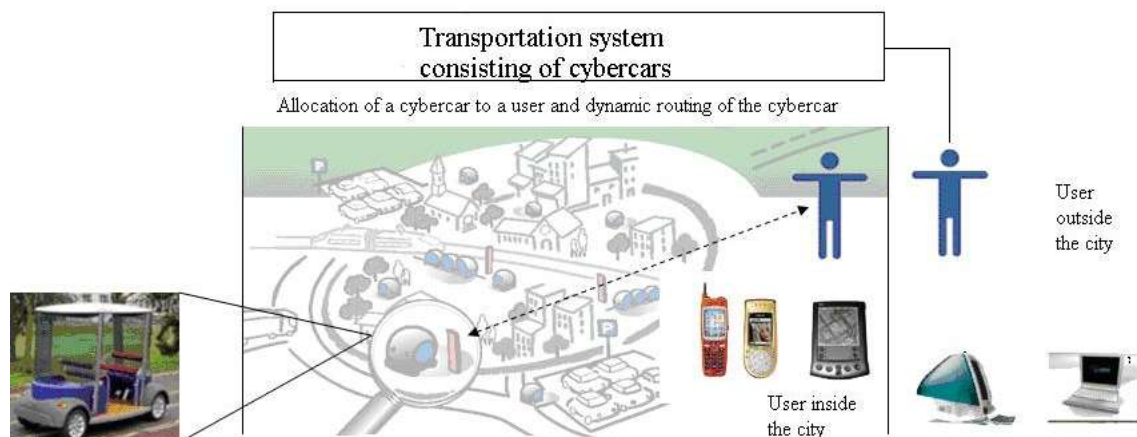 Transportation system
consisting of cybercars
Allocation of a cybercar to a user and dynamic routing of the cybercar
P
User
outside
the city
P
User inside
the city